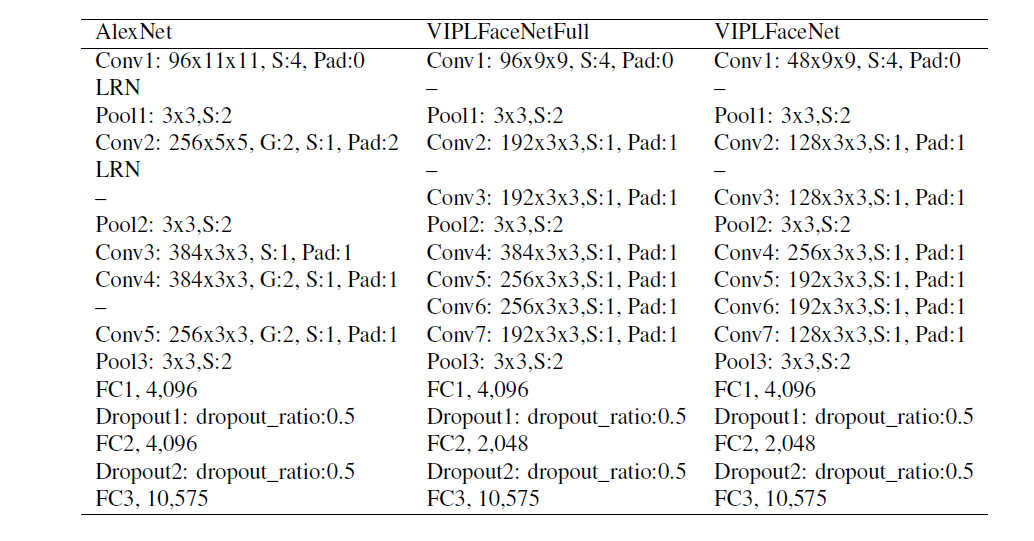 AlexNet VIPLFaceNetFull VIPLFaceNet
Conv1: 96x11x11, S:4, Pad:0 Conv1: 96x9x9, S:4, Pad:0 Conv1: 48x9x9, S:4, Pad:0
LRN – –
Pool1: 3x3,S:2 Pool1: 3x3,S:2 Pool1: 3x3,S:2
Conv2: 256x5x5, G:2, S:1, Pad:2 Conv2: 192x3x3,S:1, Pad:1 Conv2: 128x3x3,S:1, Pad:1
LRN – –
– Conv3: 192x3x3,S:1, Pad:1 Conv3: 128x3x3,S:1, Pad:1
Pool2: 3x3,S:2 Pool2: 3x3,S:2 Pool2: 3x3,S:2
Conv3: 384x3x3, S:1, Pad:1 Conv4: 384x3x3,S:1, Pad:1 Conv4: 256x3x3,S:1, Pad:1
Conv4: 384x3x3, G:2, S:1, Pad:1 Conv5: 256x3x3,S:1, Pad:1 Conv5: 192x3x3,S:1, Pad:1
– Conv6: 256x3x3,S:1, Pad:1 Conv6: 192x3x3,S:1, Pad:1
Conv5: 256x3x3, G:2, S:1, Pad:1 Conv7: 192x3x3,S:1, Pad:1 Conv7: 128x3x3,S:1, Pad:1
Pool3: 3x3,S:2 Pool3: 3x3,S:2 Pool3: 3x3,S:2
FC1, 4,096 FC1, 4,096 FC1, 4,096
Dropout1: dropout_ratio:0.5 Dropout1: dropout_ratio:0.5 Dropout1: dropout_ratio:0.5
FC2, 4,096 FC2, 2,048 FC2, 2,048
Dropout2: dropout_ratio:0.5 Dropout2: dropout_ratio:0.5 Dropout2: dropout_ratio:0.5
FC3, 10,575 FC3, 10,575 FC3, 10,575